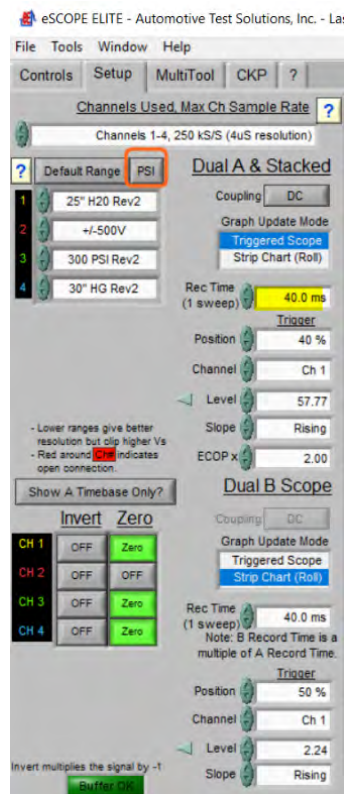 eSCOPE ELITE - Automotive Test Solutions, Inc. - Las
File Tools Window Help
Controls Setup MultiTool CKP ?
Channels Used, Max Ch Sample Rate ?
Channels 1-4, 250 kS/S (4uS resolution)
? Default Range PSI
1 25" H20 Rev2
2 +/-500V
3 300 PSI Rev2
4 30" HG Rev2
Dual A & Stacked
Coupling DC
Graph Update Mode
Triggered Scope
Strip Chart (Roll)
Rec Time (1 sweep) 40.0 ms
Trigger
Position 40 %
Channel Ch 1
Level 57.77
Slope Rising
ECOP x 2.00
- Lower ranges give better
resolution but clip higher Vs
- Red around Ch# indicates
open connection.
Show A Timebase Only?
Invert Zero
CH 1 OFF Zero
CH 2 OFF OFF
CH 3 OFF Zero
CH 4 OFF Zero
Dual B Scope
Coupling DC
Graph Update Mode
Triggered Scope
Strip Chart (Roll)
Rec Time (1 sweep) 40.0 ms
Note: B Record Time is a
multiple of A Record Time.
Trigger
Position 50 %
Channel Ch 1
Level 2.24
Slope Rising
Invert multiplies the signal by -1
Buffer OK